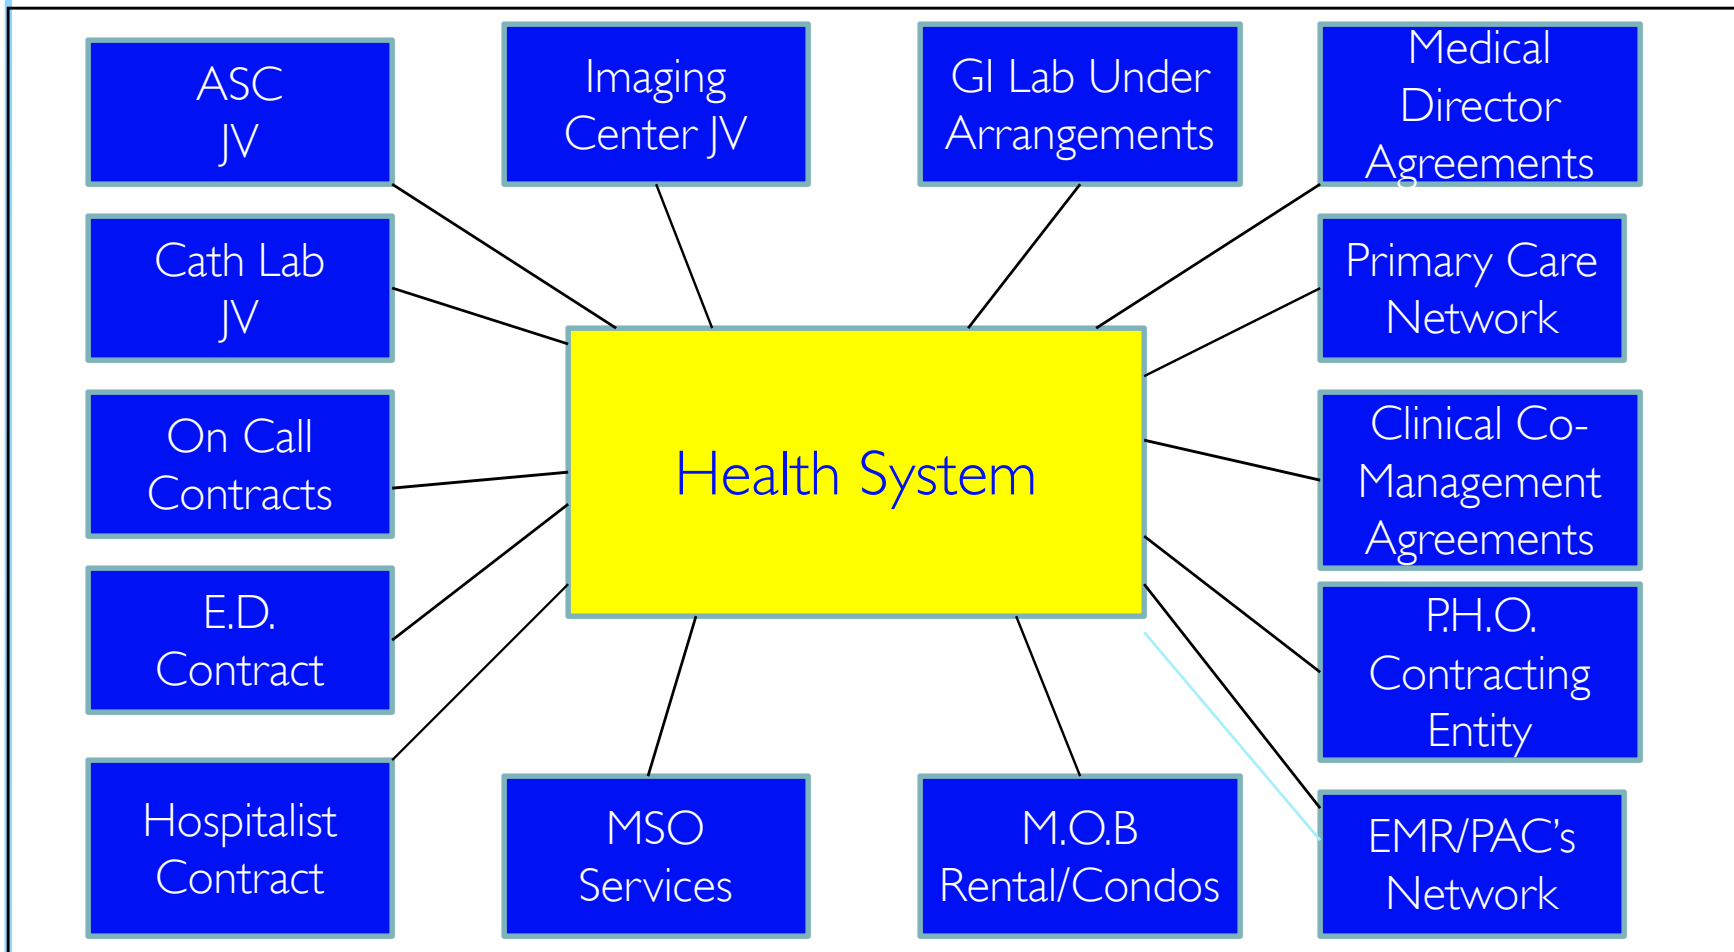 ASC
JV
Imaging
Center JV
GI Lab Under
Arrangements
Medical
Director
Agreements
Cath Lab
JV
Primary Care
Network
On Call
Contracts
Health System
Clinical Co-
Management
Agreements
E.D.
Contract
P.H.O.
Contracting
Entity
Hospitalist
Contract
MSO
Services
M.O.B
Rental/Condos
EMR/PAC’s
Network